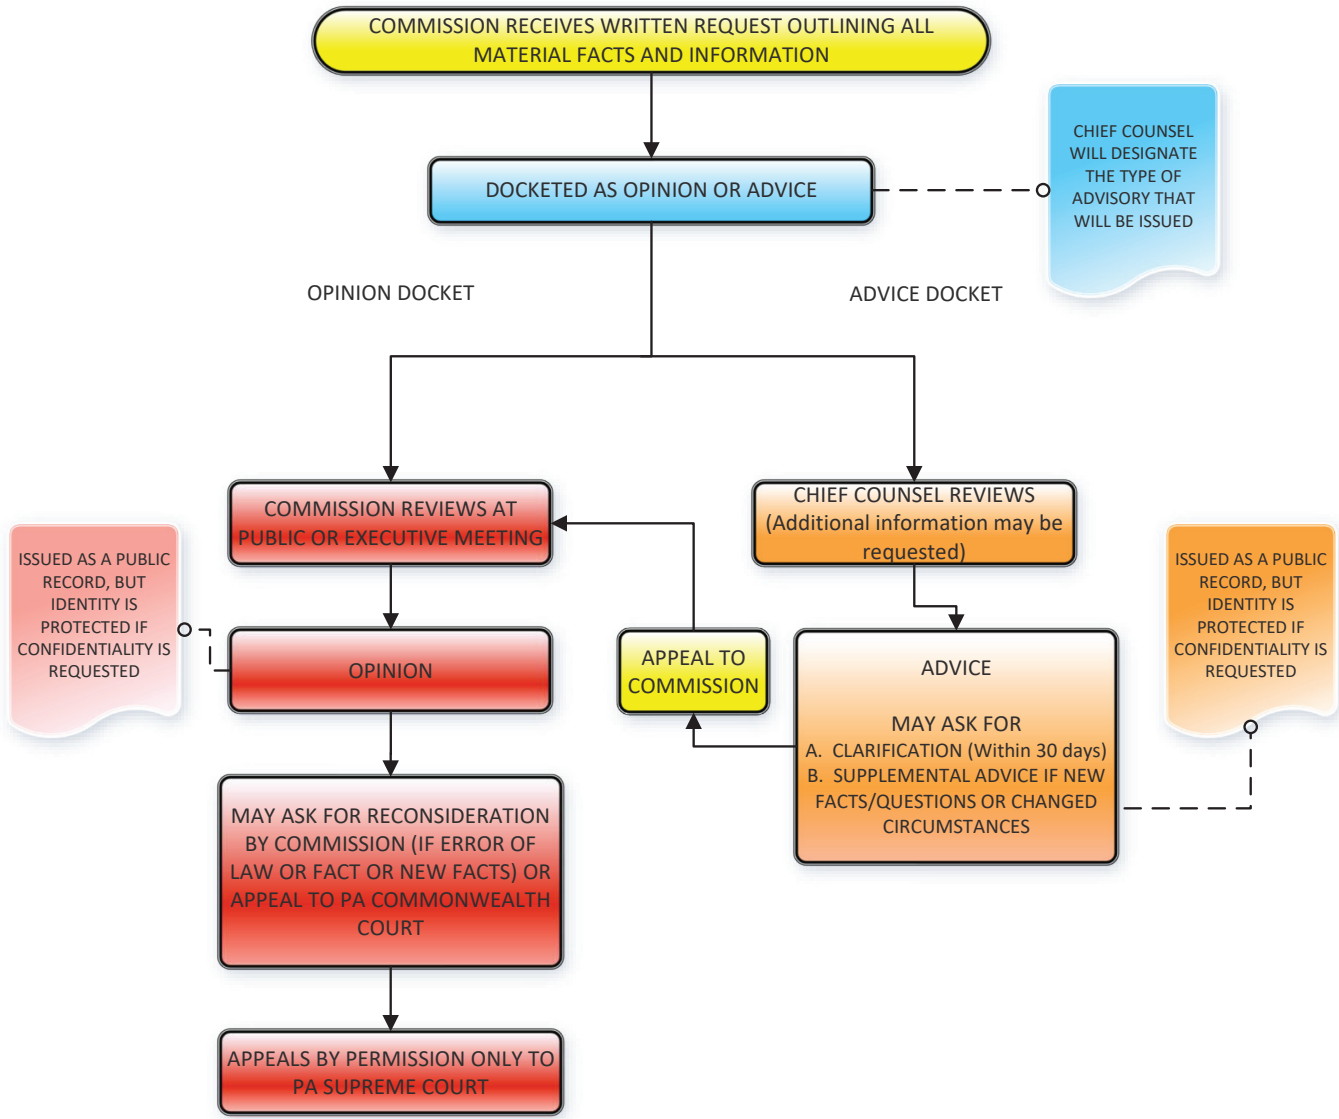 COMMISSION RECEIVES WRITTEN REQUEST OUTLINING ALL
MATERIAL FACTS AND INFORMATION
DOCKETED AS OPINION OR ADVICE
CHIEF COUNSEL
WILL DESIGNATE
THE TYPE OF
ADVISORY THAT
WILL BE ISSUED
OPINION DOCKET
ADVICE DOCKET
COMMISSION REVIEWS AT
PUBLIC OR EXECUTIVE MEETING
CHIEF COUNSEL REVIEWS
(Additional information may be
requested)
ISSUED AS A PUBLIC
RECORD, BUT
IDENTITY IS
PROTECTED IF
CONFIDENTIALITY IS
REQUESTED
OPINION
APPEAL TO
COMMISSION
ADVICE
MAY ASK FOR
A. CLARIFICATION (Within 30 days)
B. SUPPLEMENTAL ADVICE IF NEW
FACTS/QUESTIONS OR CHANGED
CIRCUMSTANCES
ISSUED AS A PUBLIC
RECORD, BUT
IDENTITY IS
PROTECTED IF
CONFIDENTIALITY IS
REQUESTED
MAY ASK FOR RECONSIDERATION
BY COMMISSION (IF ERROR OF
LAW OR FACT OR NEW FACTS) OR
APPEAL TO PA COMMONWEALTH
COURT
APPEALS BY PERMISSION ONLY TO
PA SUPREME COURT